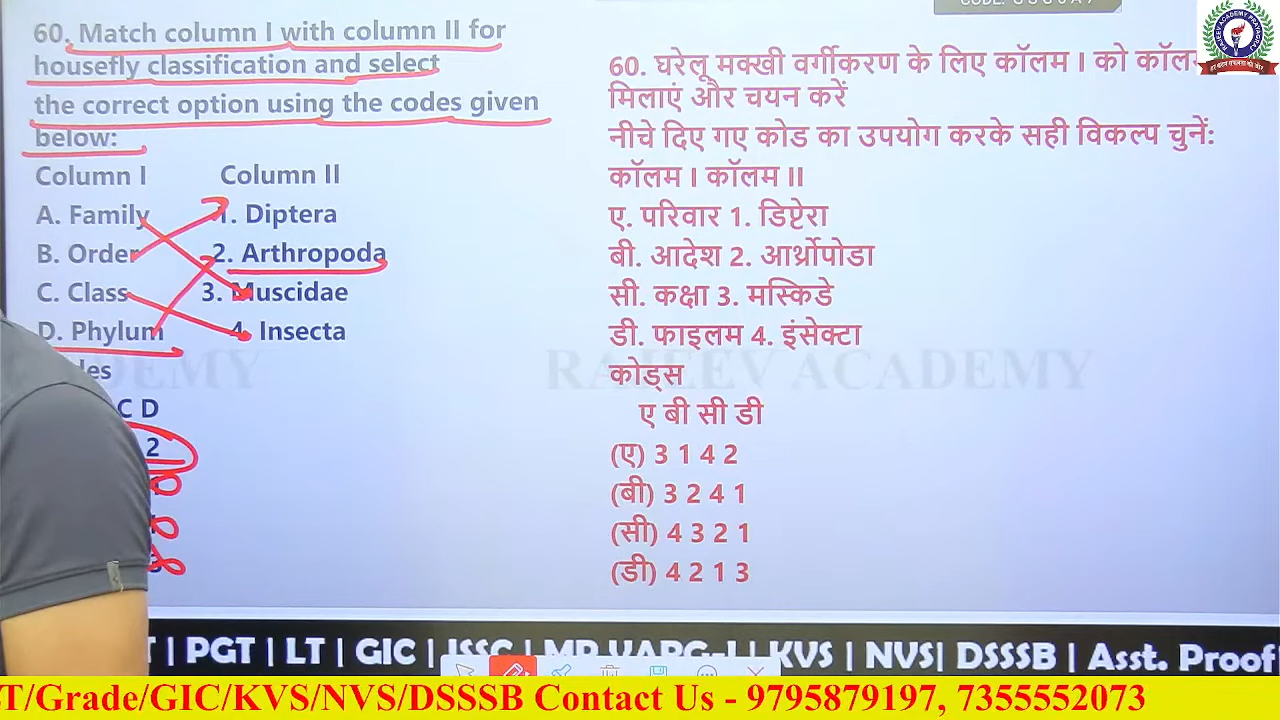 60. Match column I with column II for
housefly classification and select
the correct option using the codes given
below:
Column I Column II
A. Family 1. Diptera
B. Order 2. Arthropoda
C. Class 3. Muscidae
D. Phylum 4. Insecta
C D
2
60. घरेलू मक्खी वर्गीकरण के लिए कॉलम I को
मिलाएं और चयन करें
नीचे दिए गए कोड का उपयोग करके सही विकल्प चुनें:
कॉलम I कॉलम II
ए. परिवार 1. डिप्टेरा
बी. आदेश 2. आर्थ्रोपोडा
सी. कक्षा 3. मस्किडे
डी. फाइलम 4. इंसेक्टा
कोड्स
ए बी सी डी
(ए) 3 1 4 2
(बी) 3 2 4 1
(सी) 4 3 2 1
(डी) 4 2 1 3
RAJEEV ACADEMY
| PGT | LT | GIC | | KVS | NVS| DSSSB | Asst. Proof
T/Grade/GIC/KVS/NVS/DSSSB Contact Us - 9795879197, 7355552073